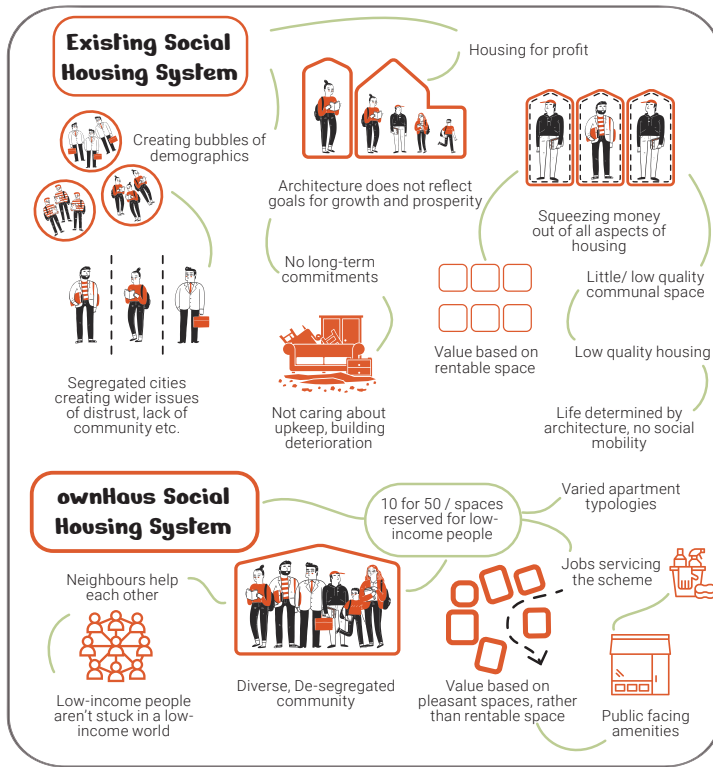 Existing Social
Housing System
Housing for profit
Creating bubbles of
demographics
Architecture does not reflect
goals for growth and prosperity
Squeezing money
out of all aspects of
housing
No long-term
commitments
Little/ low quality
communal space
Value based on
rentable space
Low quality housing
Segregated cities
creating wider issues
of distrust, lack of
community etc.
Not caring about
upkeep, building
deterioration
Life determined by
architecture, no social
mobility
ownHaus Social
Housing System
10 for 50 / spaces
reserved for low-
income people
Varied apartment
typologies
Jobs servicing
the scheme
Neighbours help
each other
Low-income people
aren't stuck in a low-
income world
Diverse, De-segregated
community
Value based on
pleasant spaces, rather
than rentable space
Public facing
amenities